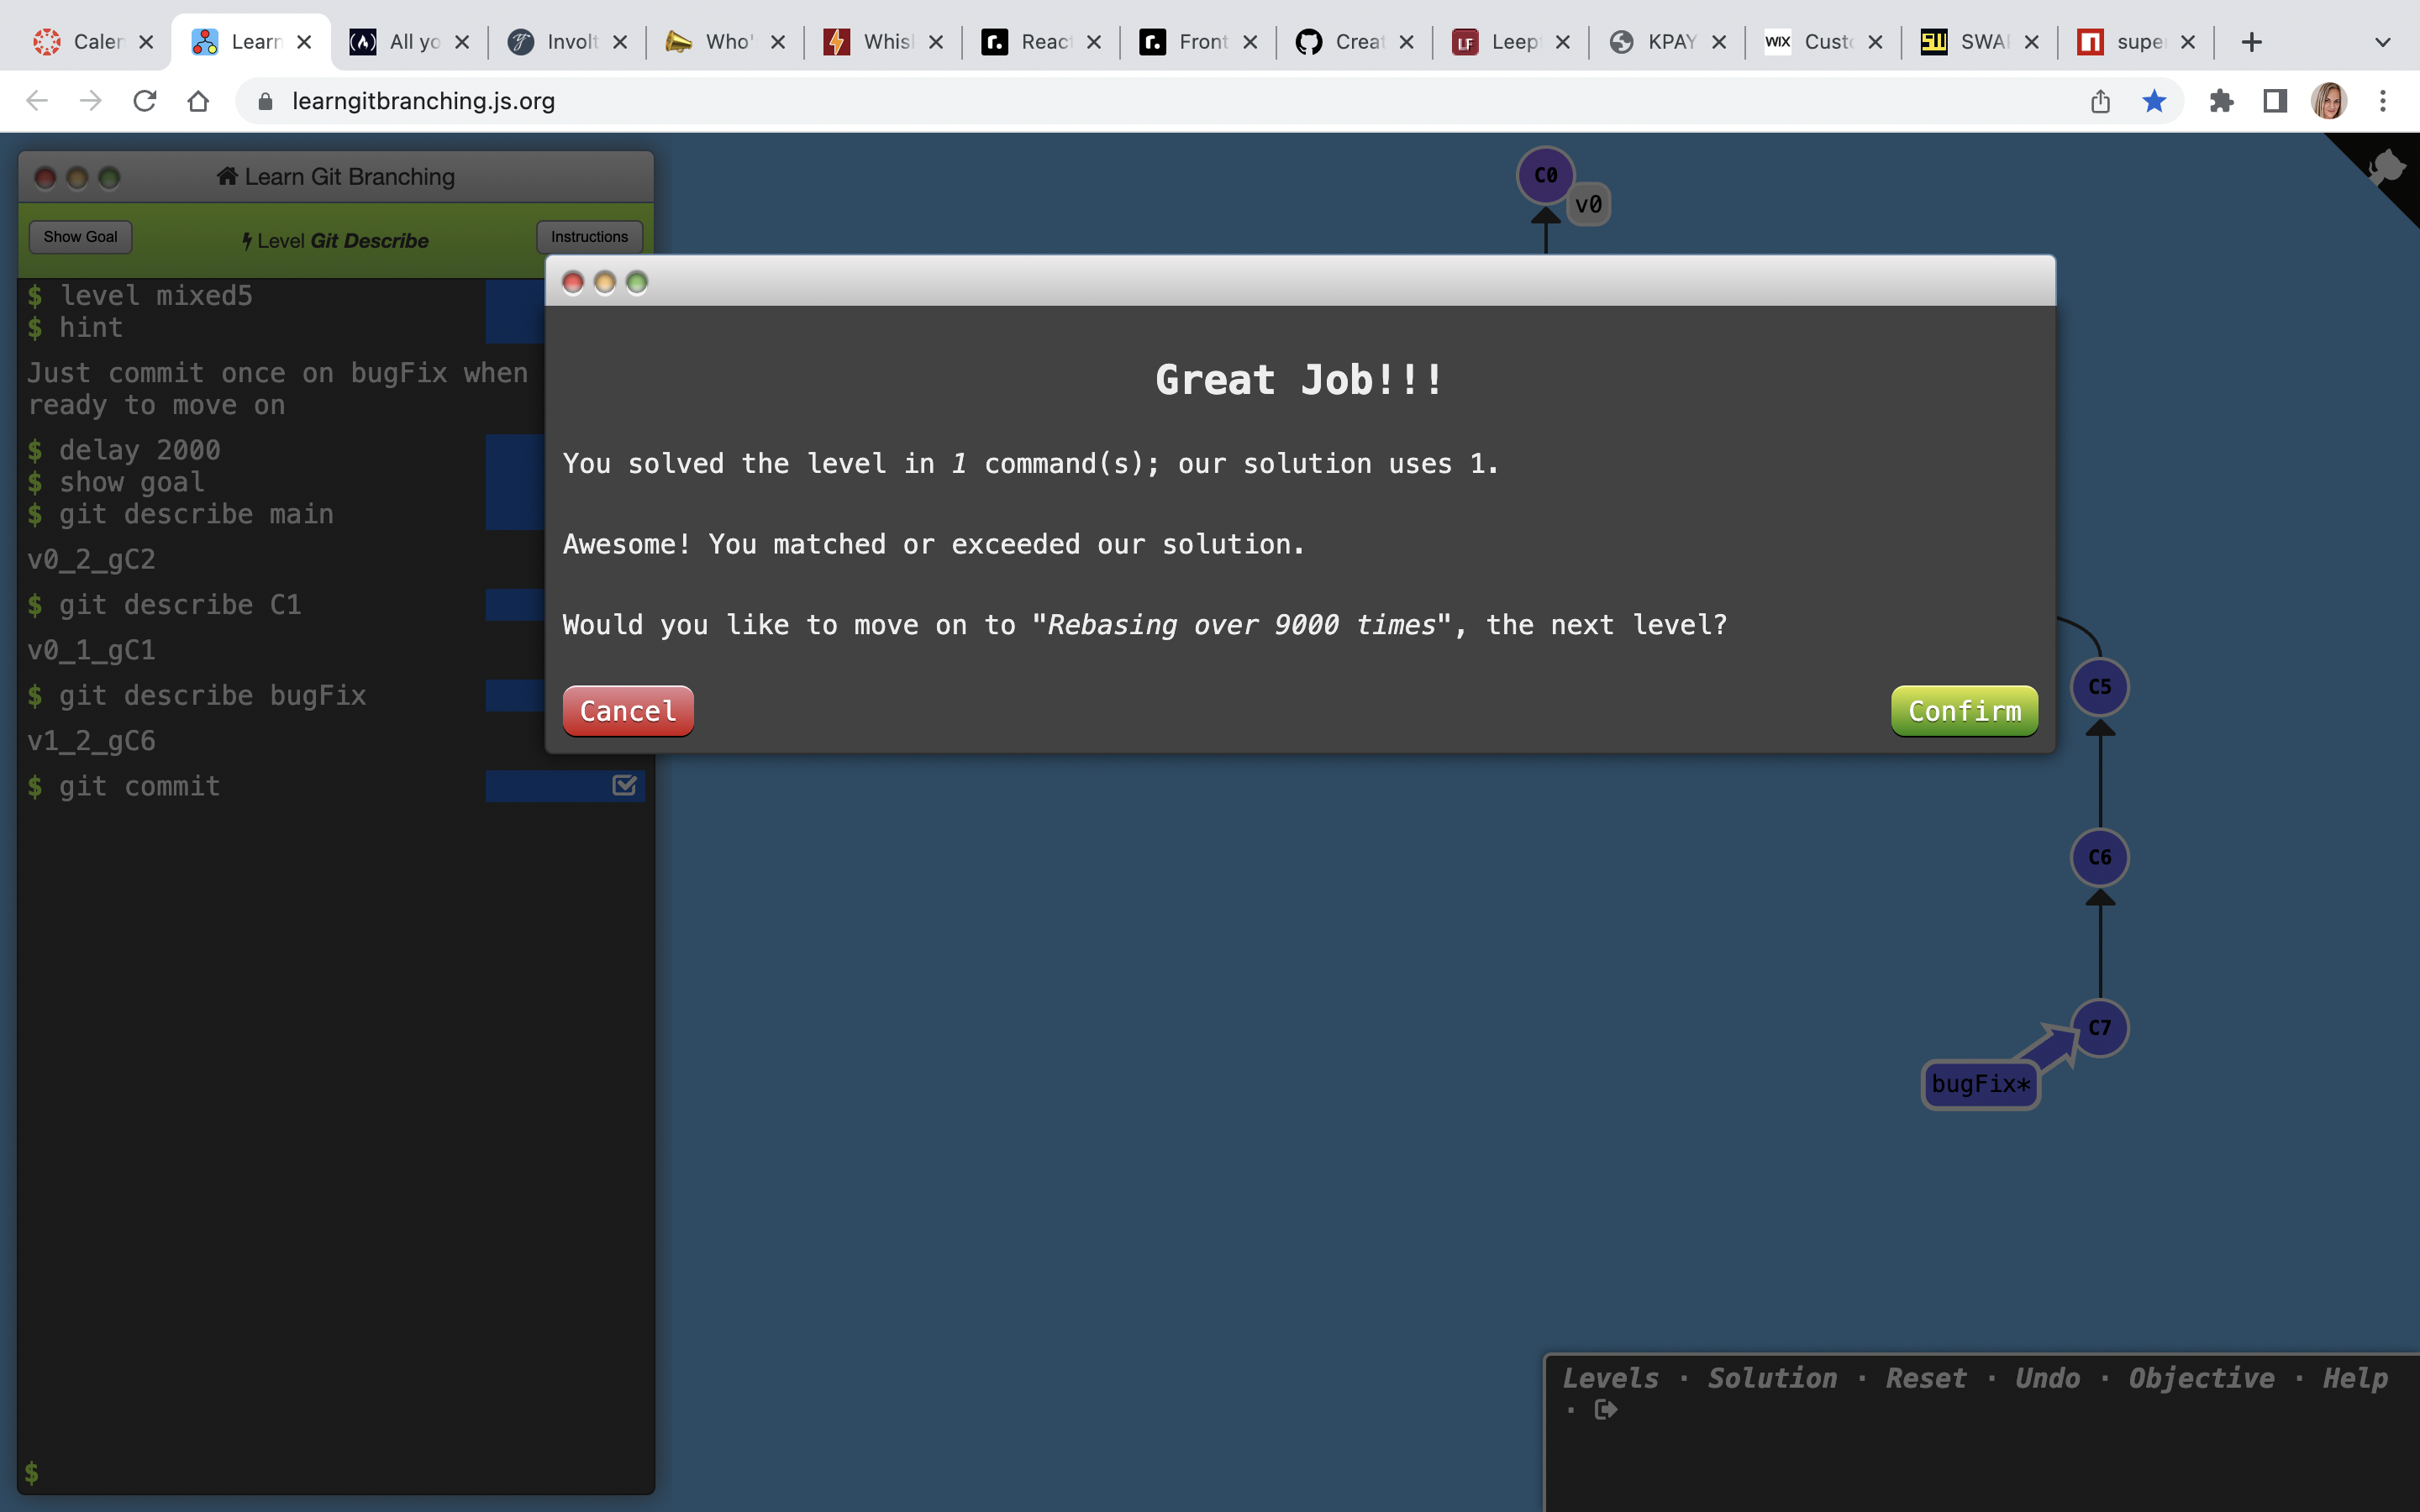 Caler
Learn
All yo
Involt
Who'
Whisl
React
Front
Creat
Leept
KPAY
WIX
Custo
SWAP
super
learngitbranching.js.org
Learn Git Branching
Show Goal
Level Git Describe
Instructions
$ level mixed5
$ hint
Just commit once on bugFix when
ready to move on
$ delay 2000
$ show goal
$ git describe main
v0_2_gC2
$ git describe C1
v0_1_gC1
$ git describe bugFix
v1_2_gC6
$ git commit
$
C0
v0
Great Job!!!
You solved the level in 1 command(s); our solution uses 1.
Awesome! You matched or exceeded our solution.
Would you like to move on to "Rebasing over 9000 times", the next level?
Cancel
Confirm
C5
C6
C7
bugFix*
Levels · Solution · Reset · Undo · Objective · Help
·